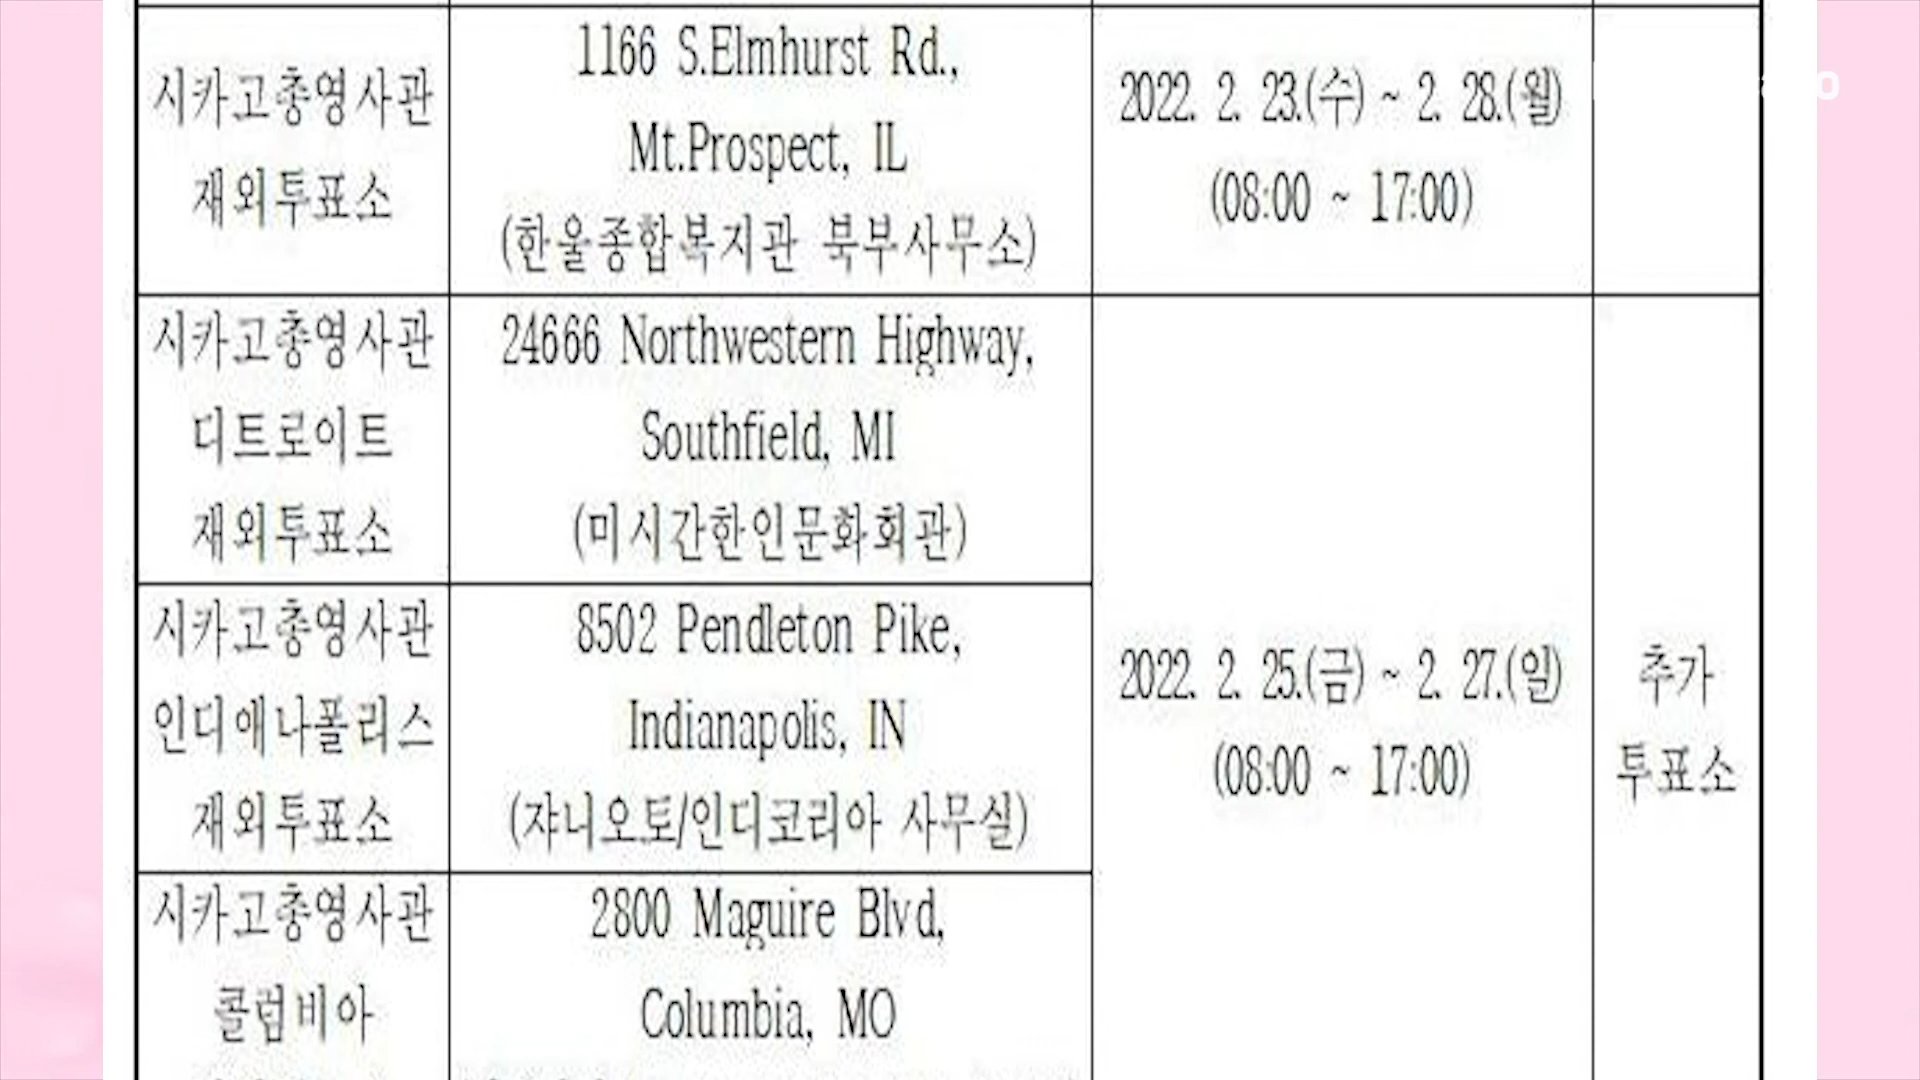 시카고총영사관
재외투표소
1166 S.Elmhurst Rd.,
Mt.Prospect, IL
(한울종합복지관 북부사무소)
2022. 2. 23.(수) ~ 2. 28.(월)
(08:00 ~ 17:00)
시카고총영사관
디트로이트
재외투표소
24666 Northwestern Highway,
Southfield, MI
(미시간한인문화회관)
시카고총영사관
인디애나폴리스
재외투표소
8502 Pendleton Pike,
Indianapolis, IN
(쟈니오토/인디코리아 사무실)
2022. 2. 25.(금) ~ 2. 27.(일)
(08:00 ~ 17:00)
추가
투표소
시카고총영사관
콜럼비아
2800 Maguire Blvd,
Columbia, MO